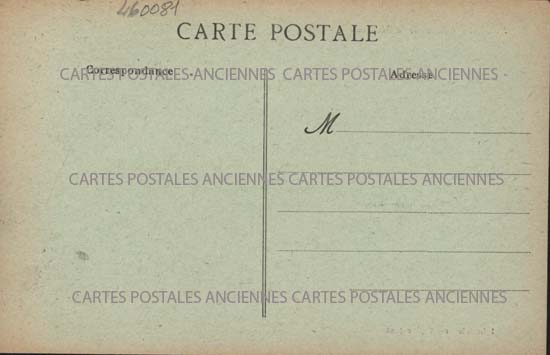 460081
CARTE POSTALE
Correspondance
Adresse
CARTES POSTALES ANCIENNES CARTES POSTALES ANCIENNES
M
CARTES POSTALES ANCIENNES CARTES POSTALES ANCIENNES
CARTES POSTALES ANCIENNES CARTES POSTALES ANCIENNES